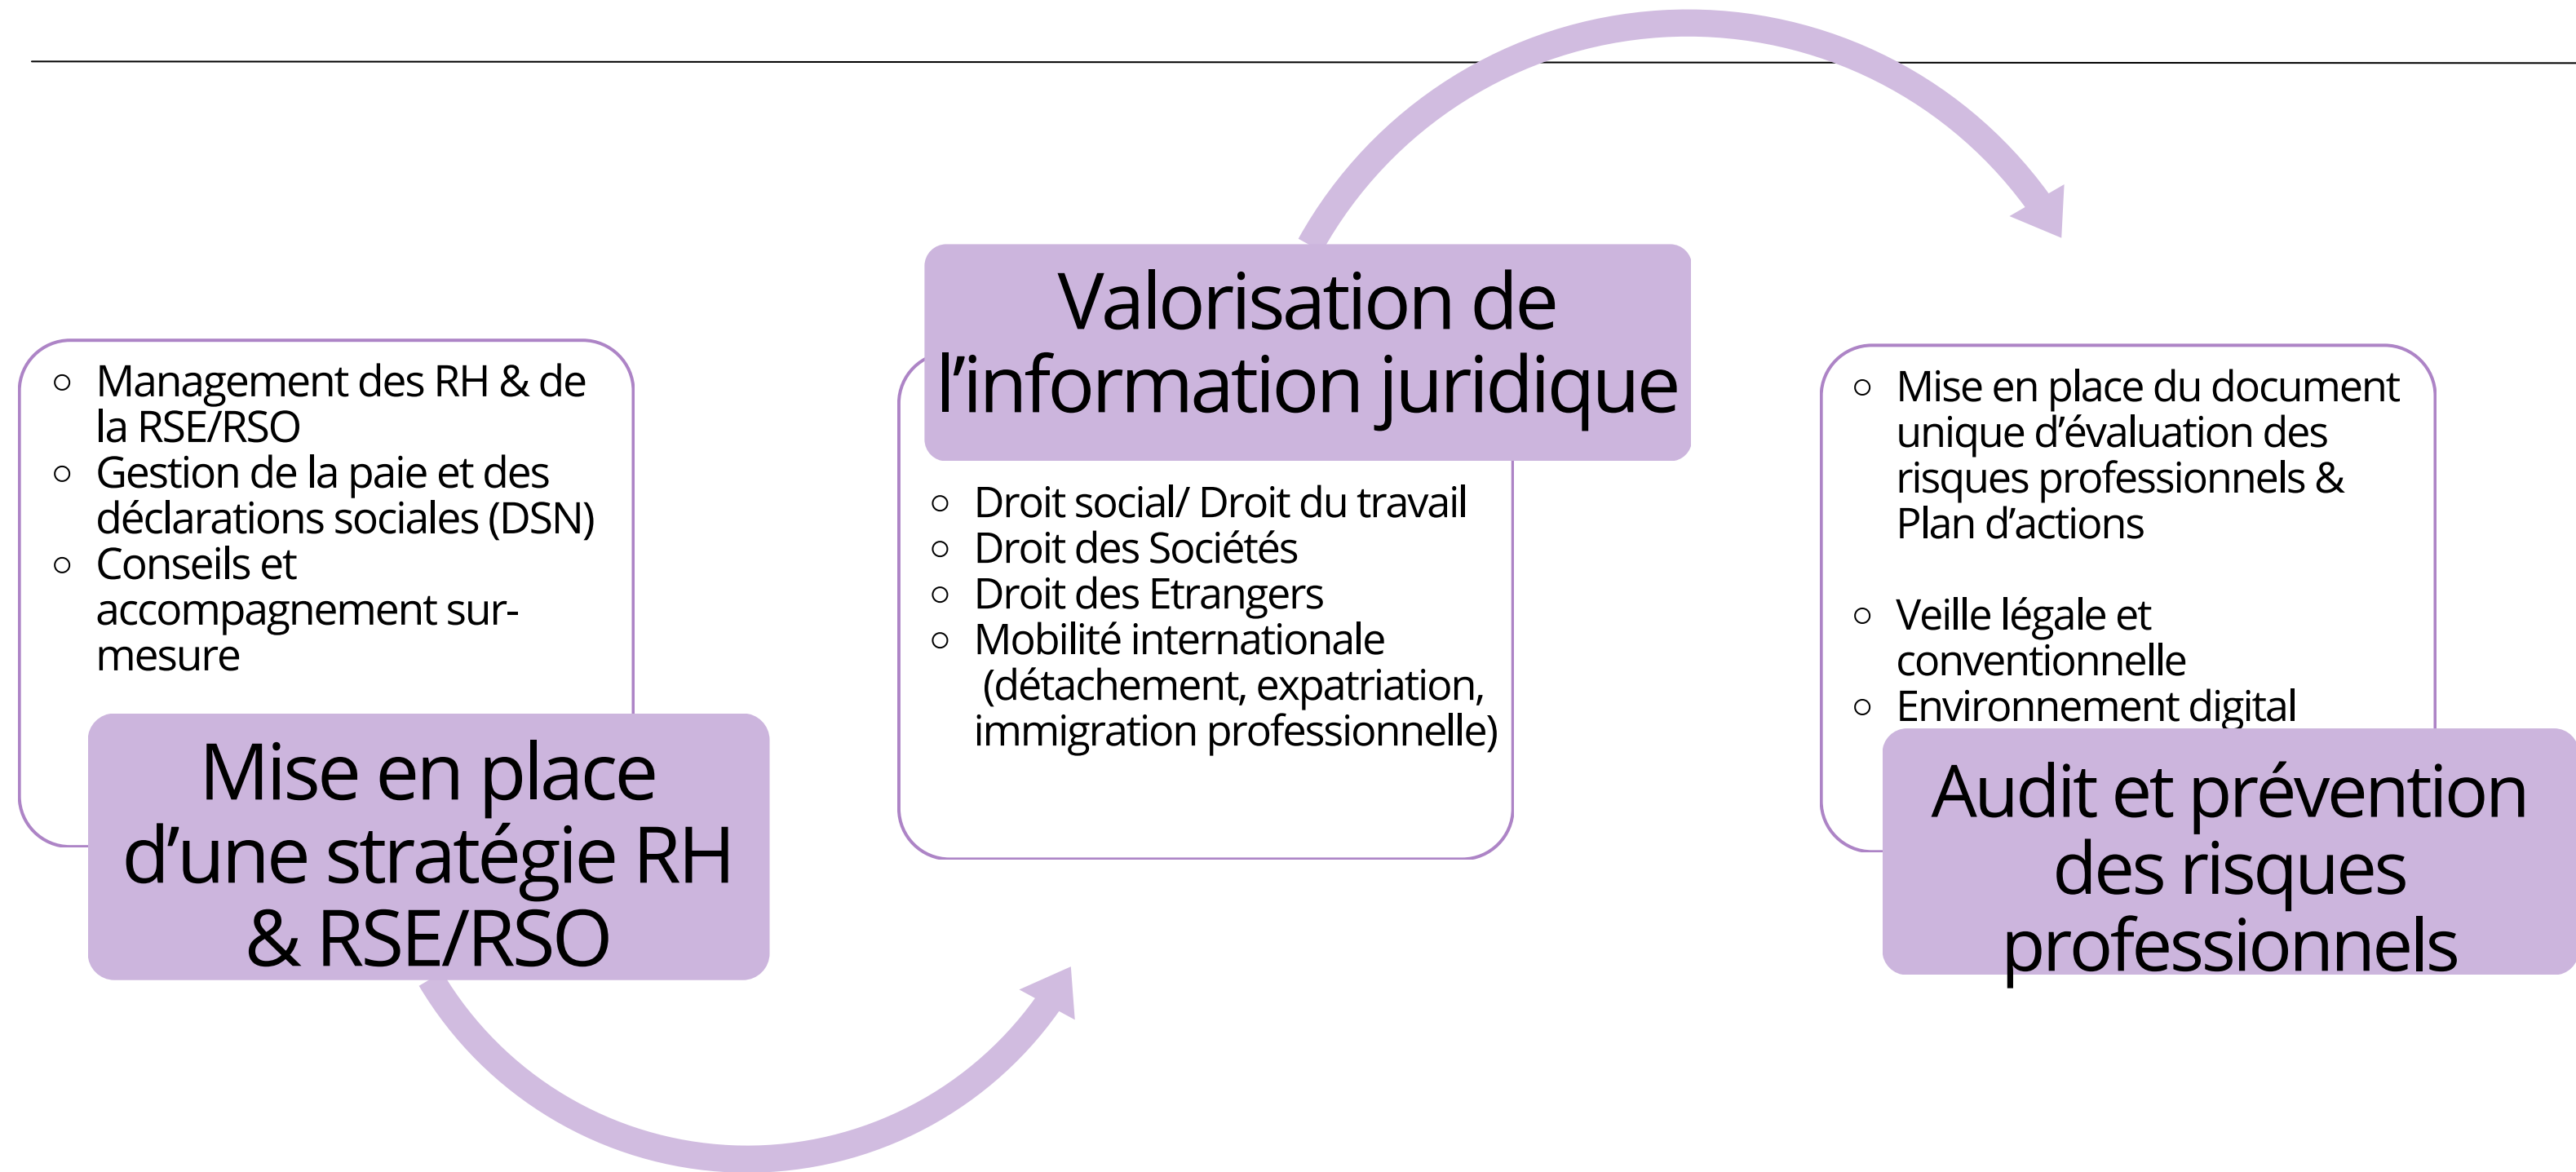 Management des RH & de
la RSE/RSO
Gestion de la paie et des
déclarations sociales (DSN)
Conseils et
accompagnement sur-
mesure
Mise en place
d’une stratégie RH
& RSE/RSO
Valorisation de
l’information juridique
Droit social/ Droit du travail
Droit des Sociétés
Droit des Etrangers
Mobilité internationale
(détachement, expatriation,
immigration professionnelle)
Mise en place du document
unique d’évaluation des
risques professionnels &
Plan d’actions
Veille légale et
conventionnelle
Environnement digital
Audit et prévention
des risques
professionnels